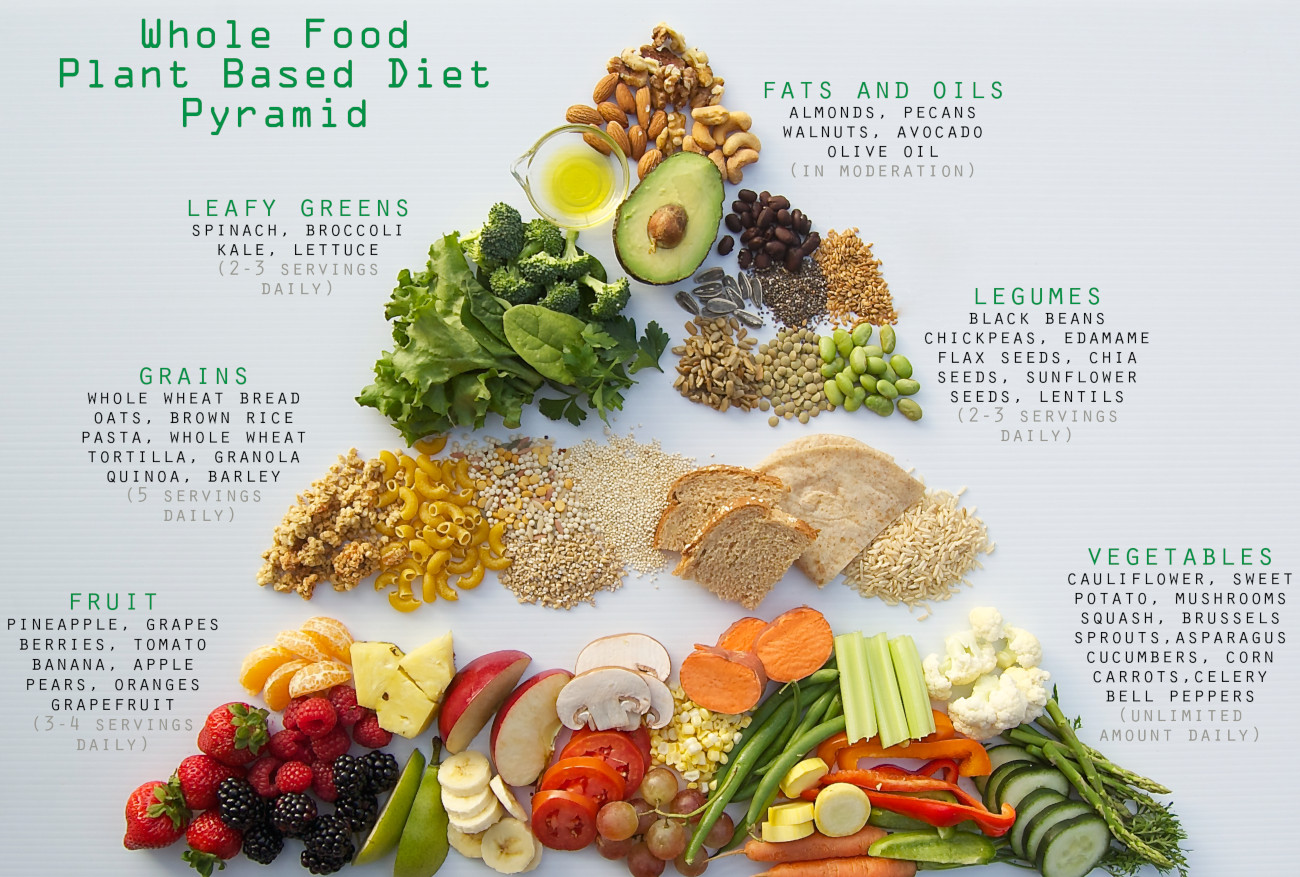 Whole Food
Plant Based Diet
Pyramid
FATS AND OILS
ALMONDS, PECANS
WALNUTS, AVOCADO
OLIVE OIL
(IN MODERATION)
LEAFY GREENS
SPINACH, BROCCOLI
KALE, LETTUCE
(2-3 SERVINGS
DAILY)
LEGUMES
BLACK BEANS
CHICKPEAS, EDAMAME
FLAX SEEDS, CHIA
SEEDS, SUNFLOWER
SEEDS, LENTILS
(2-3 SERVINGS
DAILY)
GRAINS
WHOLE WHEAT BREAD
OATS, BROWN RICE
PASTA, WHOLE WHEAT
TORTILLA, GRANOLA
QUINOA, BARLEY
(5 SERVINGS
DAILY)
VEGETABLES
CAULIFLOWER, SWEET
POTATO, MUSHROOMS
SQUASH, BRUSSELS
SPROUTS,ASPARAGUS
CUCUMBERS, CORN
CARROTS,CELERY
BELL PEPPERS
(UNLIMITED
AMOUNT DAILY)
FRUIT
PINEAPPLE, GRAPES
BERRIES, TOMATO
BANANA, APPLE
PEARS, ORANGES
GRAPEFRUIT
(3-4 SERVINGS
DAILY)